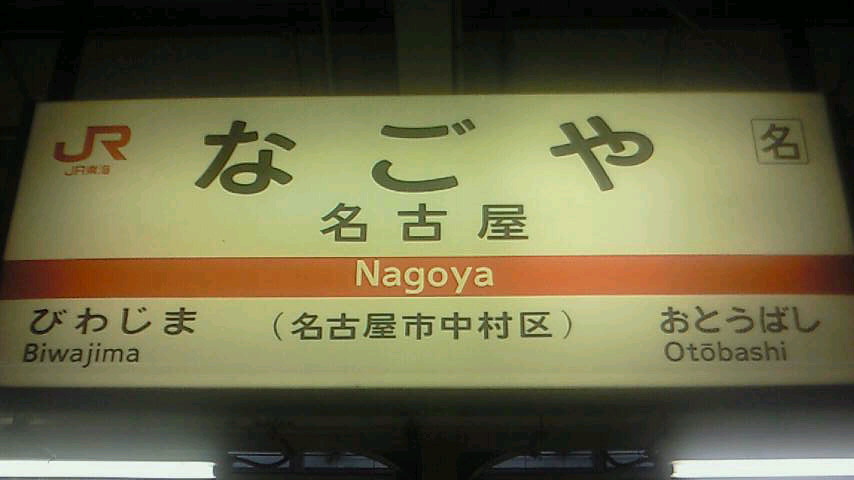 JR
JR東海
なごや
名
名古屋
Nagoya
びわじま
Biwajima
（名古屋市中村区）
おとうばし
Otōbashi